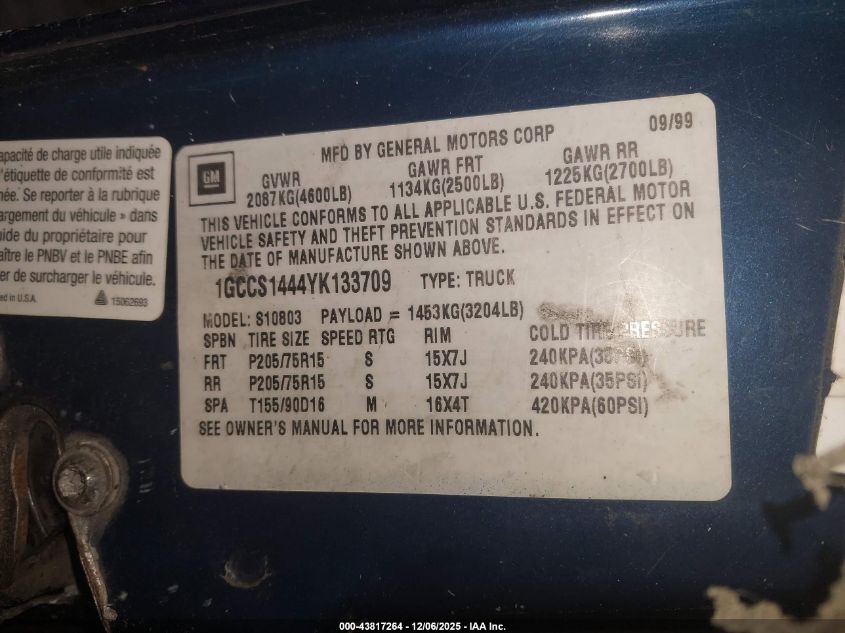 apacité de charge utile indiquée
'étiquette de conformité est
née. Se reporter à la rubrique
argement du véhicule » dans
uide du propriétaire pour
aître le PNBV et le PNBE afin
er de surcharger le véhicule.
ed in U.S.A. 15062693
GM
MFD BY GENERAL MOTORS CORP 09/99
GVWR GAWR FRT GAWR RR
2087KG(4600LB) 1134KG(2500LB) 1225KG(2700LB)
THIS VEHICLE CONFORMS TO ALL APPLICABLE U.S. FEDERAL MOTOR
VEHICLE SAFETY AND THEFT PREVENTION STANDARDS IN EFFECT ON
THE DATE OF MANUFACTURE SHOWN ABOVE.
1GCCS1444YK133709 TYPE: TRUCK
MODEL: S10803 PAYLOAD = 1453KG(3204LB)
SPBN TIRE SIZE SPEED RTG RIM COLD TIRE PRESSURE
FRT P205/75R15 S 15X7J 240KPA(35PSI)
RR P205/75R15 S 15X7J 240KPA(35PSI)
SPA T155/90D16 M 16X4T 420KPA(60PSI)
SEE OWNER'S MANUAL FOR MORE INFORMATION.
000-43817264 - 12/06/2025 - IAA Inc.